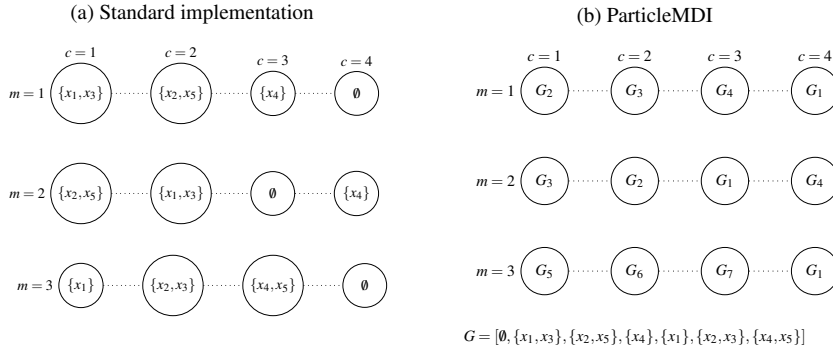 (a) Standard implementation
c = 1 c = 2 c = 3 c = 4
m = 1 {x₁,x₃} {x₂,x₅} {x₄} ∅
m = 2 {x₂,x₅} {x₁,x₃} ∅ {x₄}
m = 3 {x₁} {x₂,x₃} {x₄,x₅} ∅
(b) ParticleMDI
c = 1 c = 2 c = 3 c = 4
m = 1 G₂ G₃ G₄ G₁
m = 2 G₃ G₂ G₁ G₄
m = 3 G₅ G₆ G₇ G₁
G = [∅,{x₁,x₃},{x₂,x₅},{x₄},{x₁},{x₂,x₃},{x₄,x₅}]